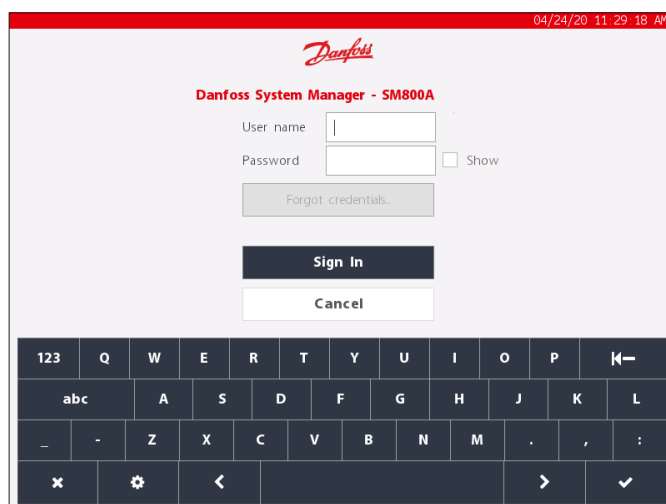 04/24/20 11:29:18 AM
Danfoss
Danfoss System Manager - SM800A
User name
Password
Show
Forgot credentials..
Sign In
Cancel
123 Q W E R T Y U I O P
abc A S D F G H J K L
_ - Z X C V B N M . , :